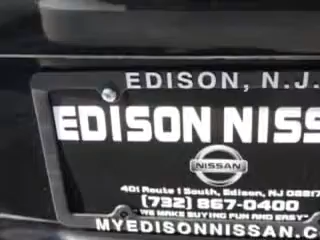 EDISON, N.J.
EDISON NISS
NISSAN
401 Route 1 South, Edison, NJ 08817
(732) 867-0400
"WE MAKE BUYING FUN AND EASY"
MYEDISONNISSAN.C